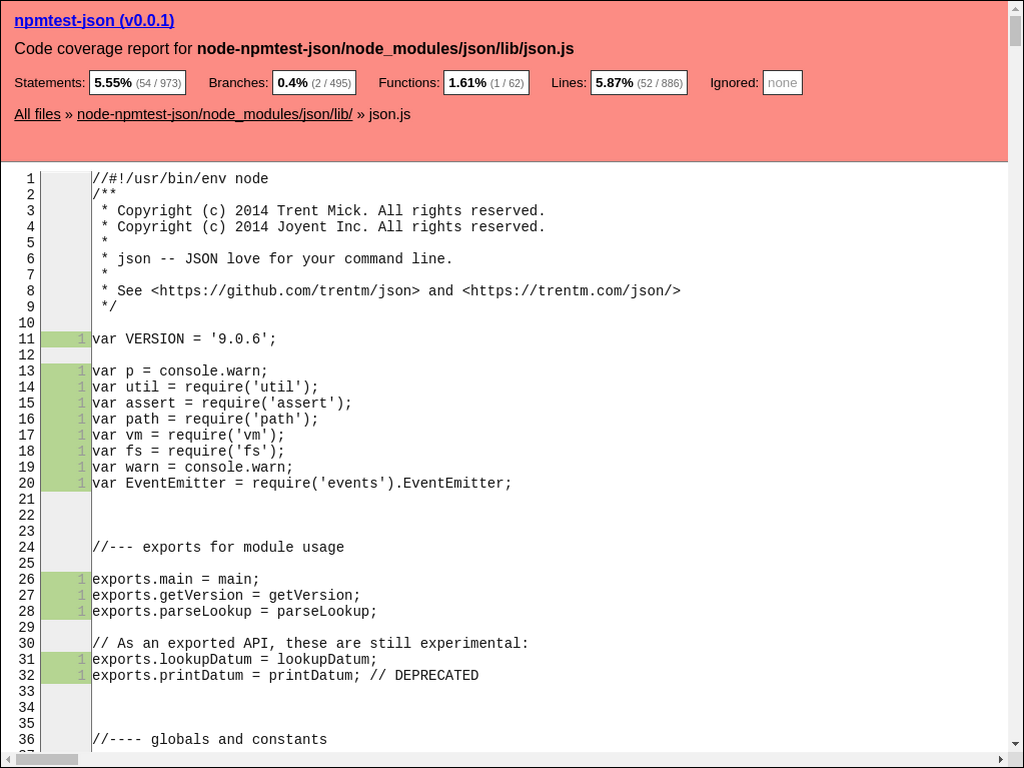 npmtest-json (v0.0.1)
Code coverage report for node-npmtest-json/node_modules/json/lib/json.js
Statements: 5.55% (54 / 973) Branches: 0.4% (2 / 495) Functions: 1.61% (1 / 62) Lines: 5.87% (52 / 886) Ignored: none
All files » node-npmtest-json/node_modules/json/lib/ » json.js
1 //#!/usr/bin/env node
2 /**
3  * Copyright (c) 2014 Trent Mick. All rights reserved.
4  * Copyright (c) 2014 Joyent Inc. All rights reserved.
5  *
6  * json -- JSON love for your command line.
7  *
8  * See <https://github.com/trentm/json> and <https://trentm.com/json/>
9  */
10
11 1 var VERSION = '9.0.6';
12
13 1 var p = console.warn;
14 1 var util = require('util');
15 1 var assert = require('assert');
16 1 var path = require('path');
17 1 var vm = require('vm');
18 1 var fs = require('fs');
19 1 var warn = console.warn;
20 1 var EventEmitter = require('events').EventEmitter;
21
22
23
24 //--- exports for module usage
25
26 1 exports.main = main;
27 1 exports.getVersion = getVersion;
28 1 exports.parseLookup = parseLookup;
29
30 // As an exported API, these are still experimental:
31 1 exports.lookupDatum = lookupDatum;
32 1 exports.printDatum = printDatum; // DEPRECATED
33
34
35
36 //---- globals and constants